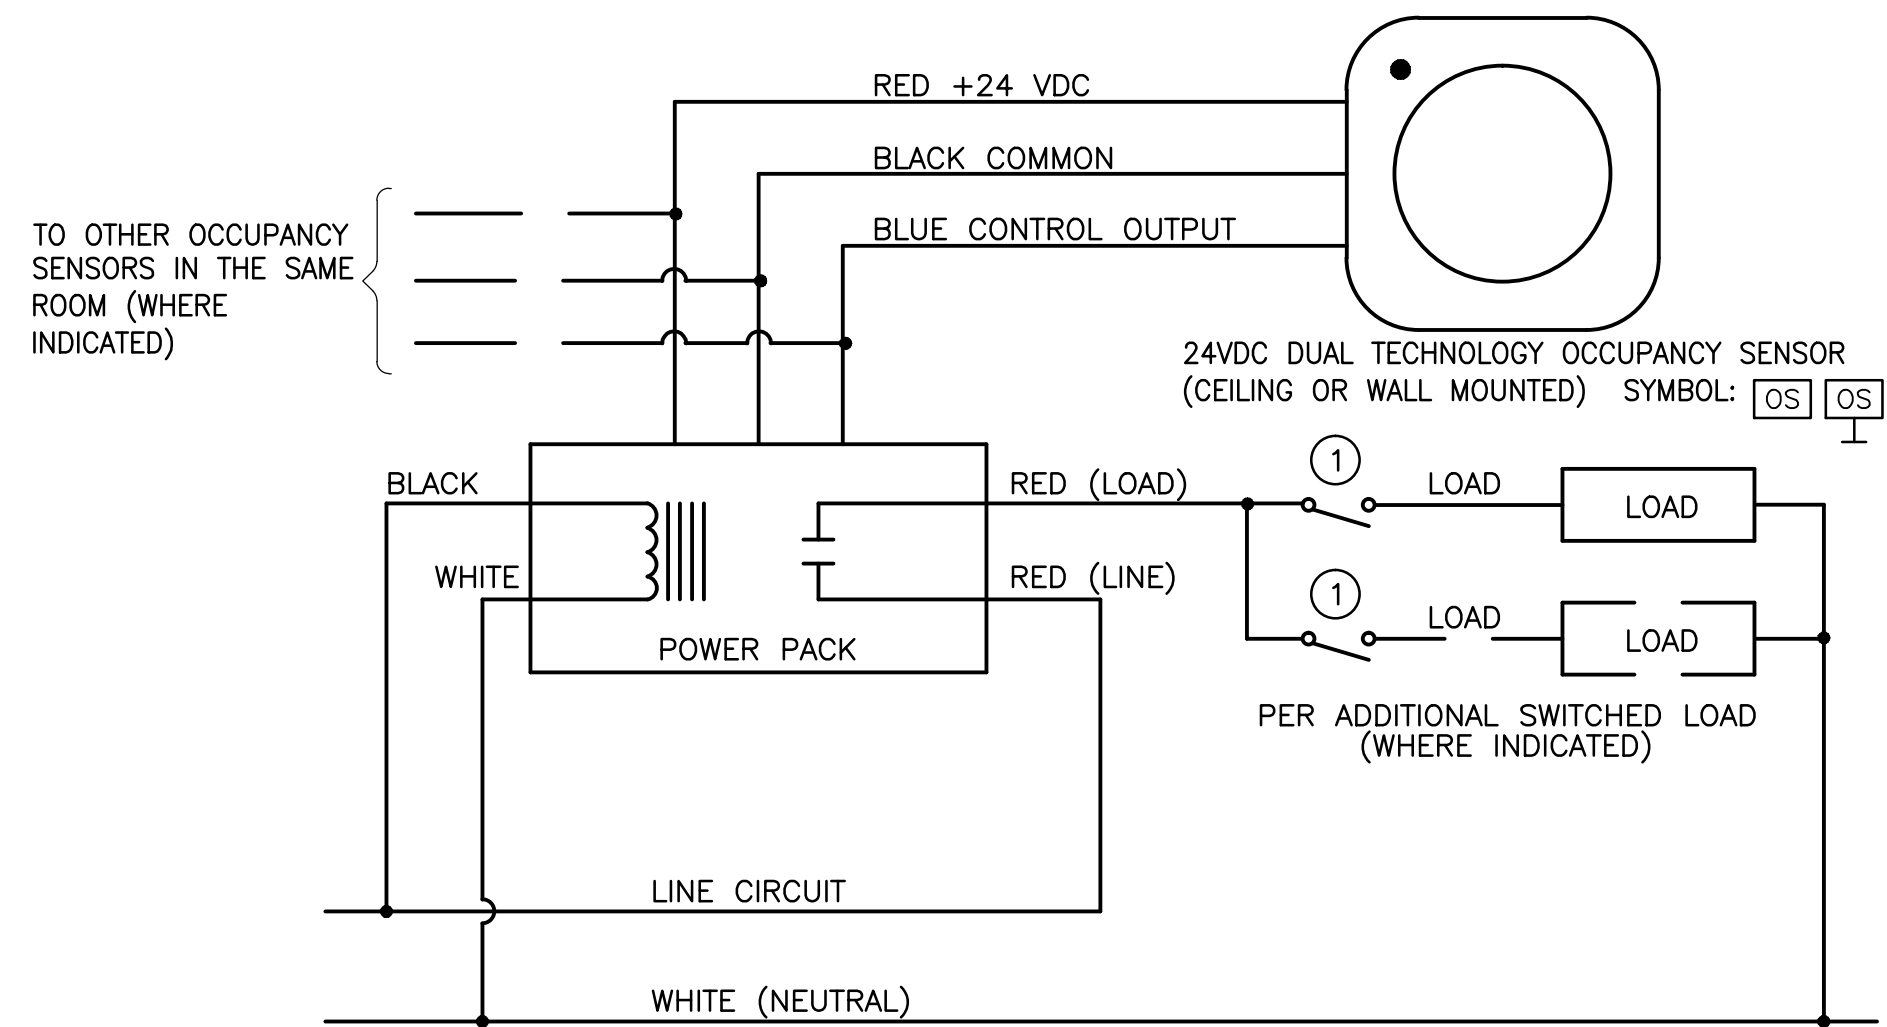 RED +24 VDC
BLACK COMMON
BLUE CONTROL OUTPUT
TO OTHER OCCUPANCY
SENSORS IN THE SAME
ROOM (WHERE
INDICATED)
24VDC DUAL TECHNOLOGY OCCUPANCY SENSOR
(CEILING OR WALL MOUNTED) SYMBOL: OS OS
BLACK
WHITE
POWER PACK
RED (LOAD)
RED (LINE)
1
LOAD
LOAD
1
LOAD
LOAD
PER ADDITIONAL SWITCHED LOAD
(WHERE INDICATED)
LINE CIRCUIT
WHITE (NEUTRAL)